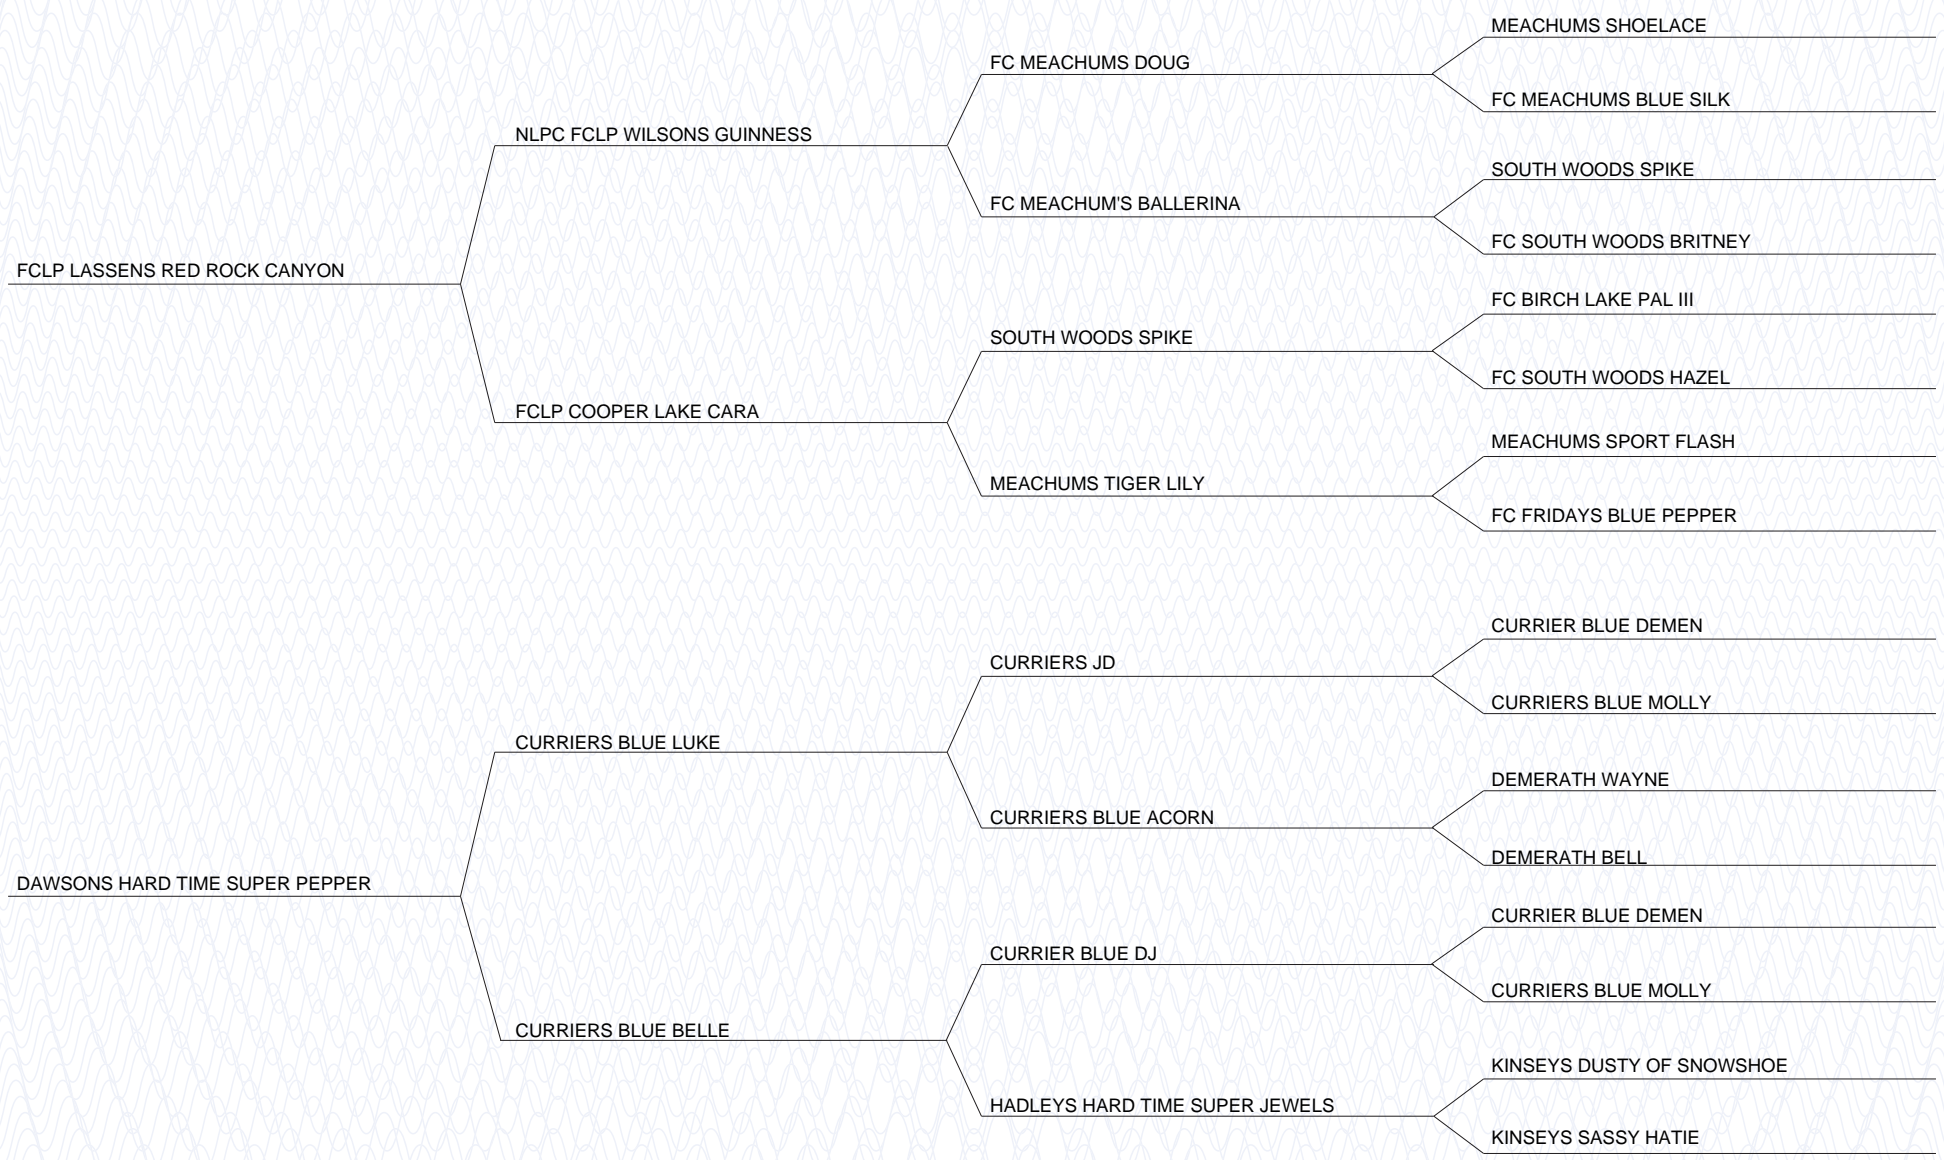 MEACHUMS SHOELACE
FC MEACHUMS DOUG
FC MEACHUMS BLUE SILK
NLPC FCLP WILSONS GUINNESS
SOUTH WOODS SPIKE
FC MEACHUM'S BALLERINA
FC SOUTH WOODS BRITNEY
FCLP LASSENS RED ROCK CANYON
FC BIRCH LAKE PAL III
SOUTH WOODS SPIKE
FC SOUTH WOODS HAZEL
FCLP COOPER LAKE CARA
MEACHUMS SPORT FLASH
MEACHUMS TIGER LILY
FC FRIDAYS BLUE PEPPER
CURRIER BLUE DEMEN
CURRIERS JD
CURRIERS BLUE MOLLY
CURRIERS BLUE LUKE
DEMERATH WAYNE
CURRIERS BLUE ACORN
DEMERATH BELL
DAWSONS HARD TIME SUPER PEPPER
CURRIER BLUE DEMEN
CURRIER BLUE DJ
CURRIERS BLUE MOLLY
CURRIERS BLUE BELLE
KINSEYS DUSTY OF SNOWSHOE
HADLEYS HARD TIME SUPER JEWELS
KINSEYS SASSY HATIE